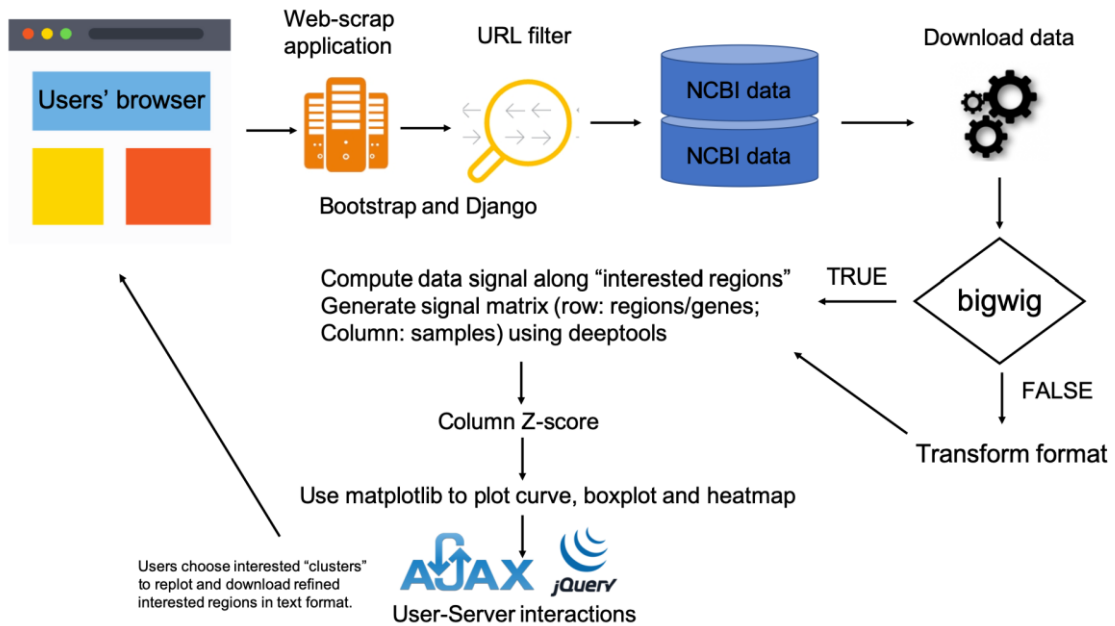 Web-scrap
application
URL filter
Download data
Users' browser
NCBI data
NCBI data
Bootstrap and Django
Compute data signal along “interested regions”
Generate signal matrix (row: regions/genes;
Column: samples) using deeptools
TRUE
bigwig
FALSE
Transform format
Column Z-score
Use matplotlib to plot curve, boxplot and heatmap
Users choose interested “clusters”
to replot and download refined
interested regions in text format.
AJAX
jQuery
User-Server interactions